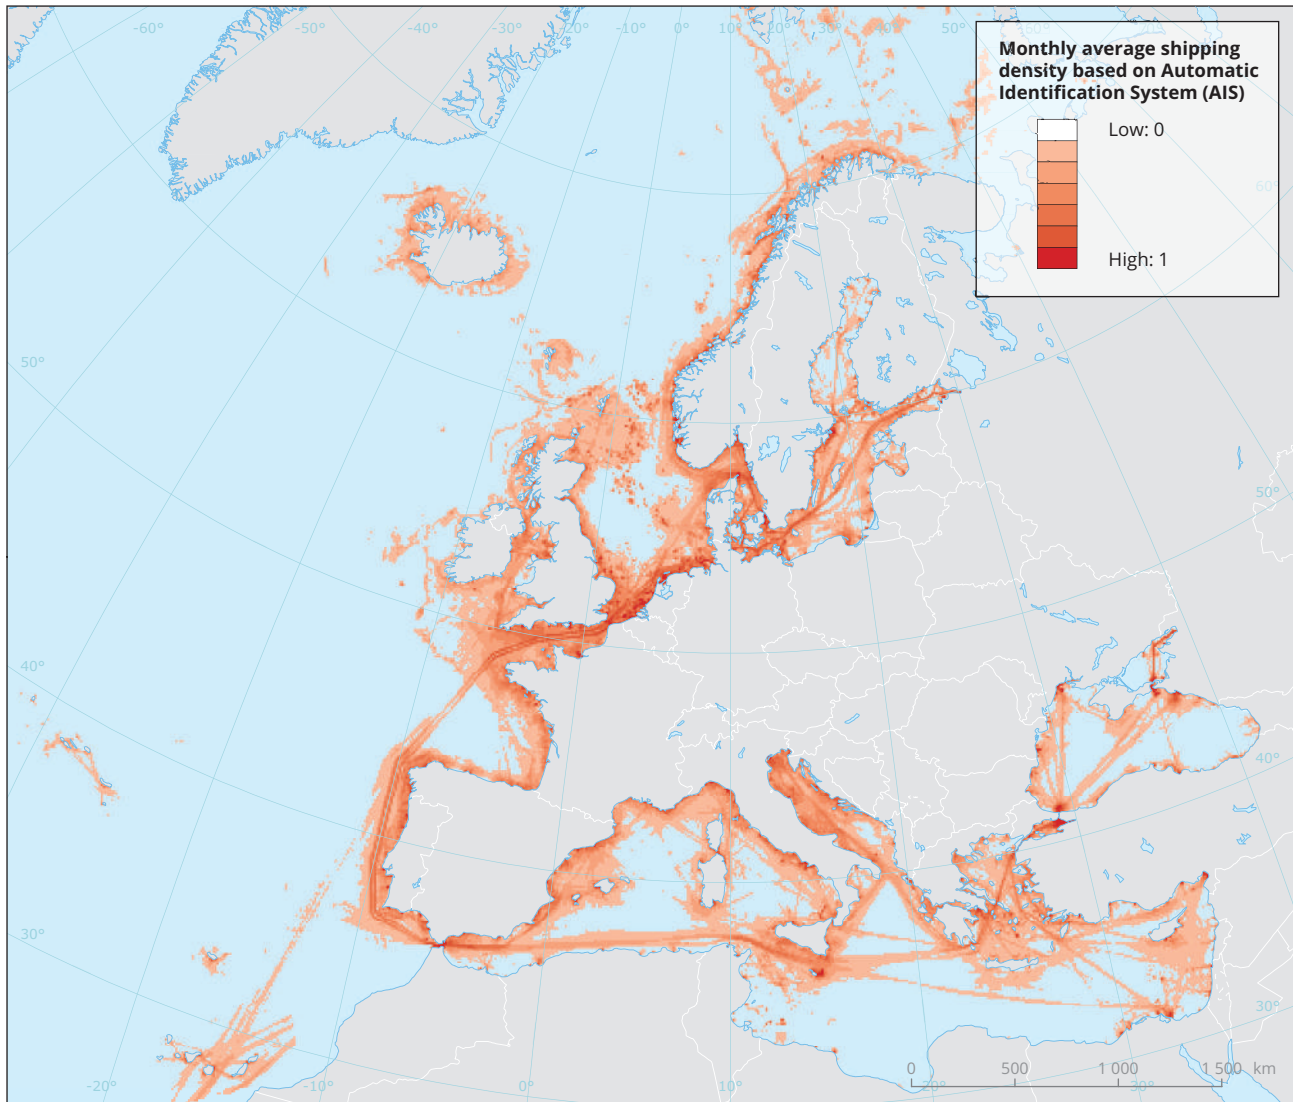 -60° -50° -40° -30° -20° -10° 0° 10° 20° 30° 40° 50° 60°
Monthly average shipping
density based on Automatic
Identification System (AIS)
Low: 0
High: 1
60°
50°
50°
40°
40°
30°
30°
0 500 1 000 1 500 km
-20° -10° 0° 10° 20° 30°